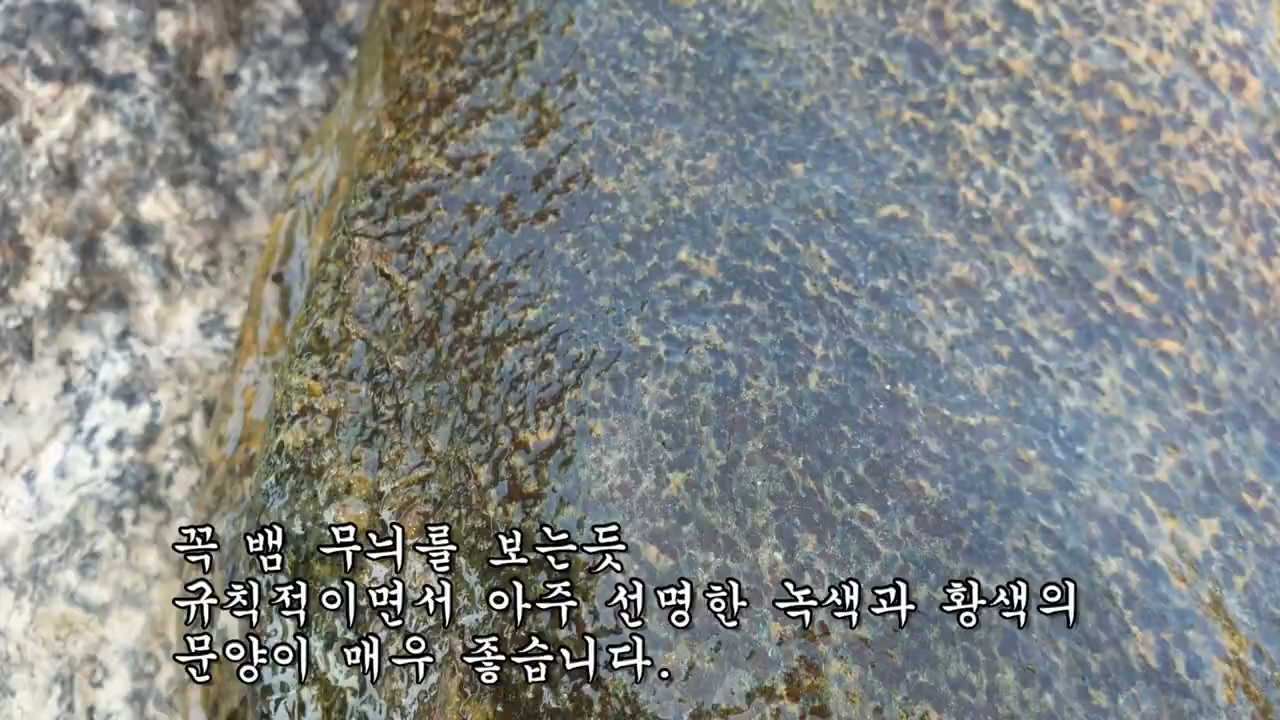 꼭 뱀 무늬를 보는듯
규칙적이면서 아주 선명한 녹색과 황색의
문양이 매우 좋습니다.